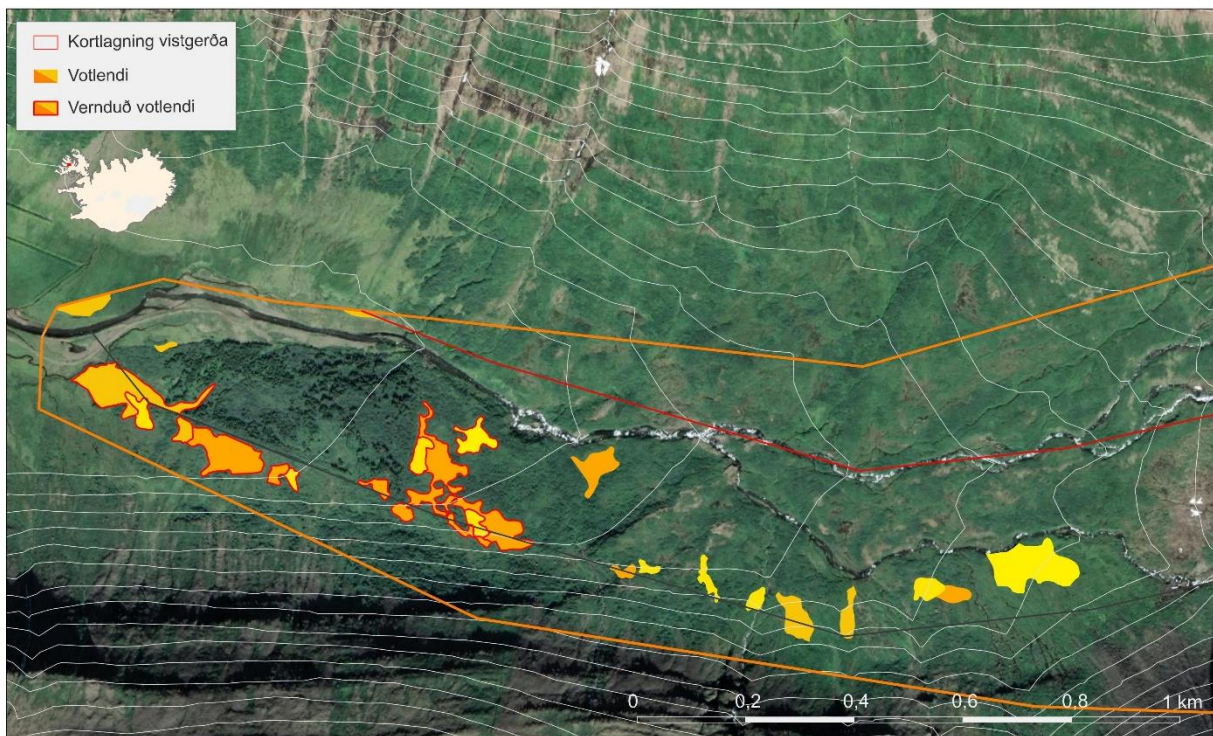 Kortlagning vistgerða
Votlendi
Vernduð votlendi
0 0,2 0,4 0,6 0,8 1 km